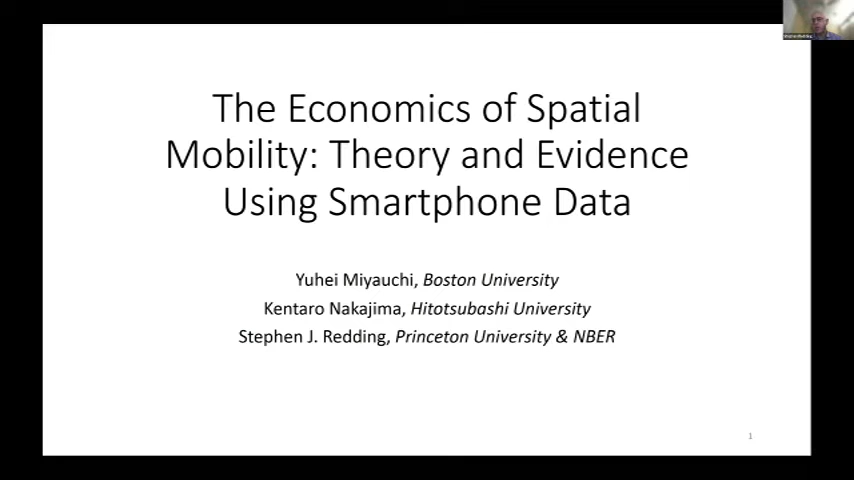 The Economics of Spatial
Mobility: Theory and Evidence
Using Smartphone Data
Yuhei Miyauchi, Boston University
Kentaro Nakajima, Hitotsubashi University
Stephen J. Redding, Princeton University & NBER
1